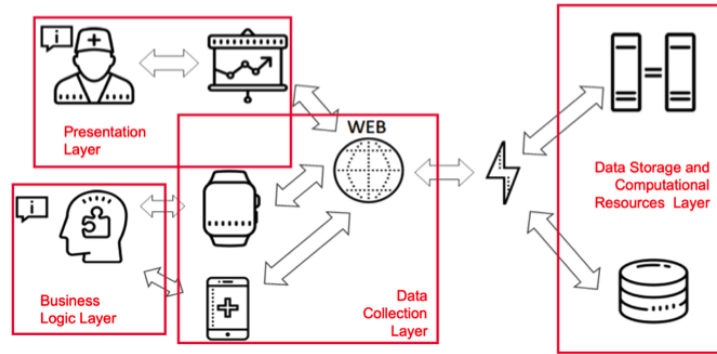 i
Presentation
Layer
WEB
Data Storage and
Computational
Resources Layer
i
Business
Logic Layer
Data
Collection
Layer